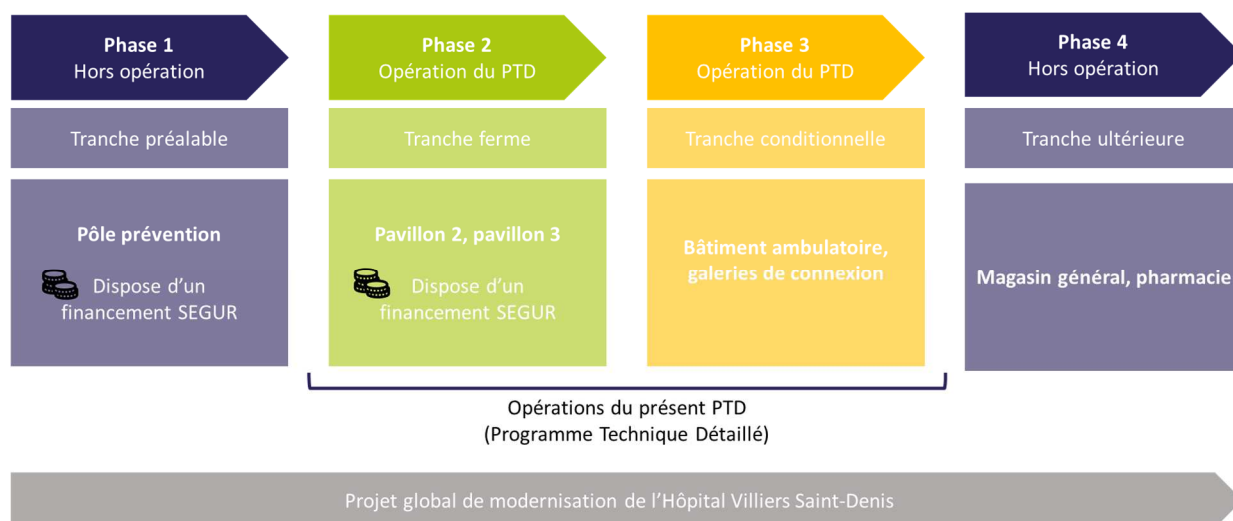 Phase 1
Hors opération
Phase 2
Opération du PTD
Phase 3
Opération du PTD
Phase 4
Hors opération
Tranche préalable
Tranche ferme
Tranche conditionnelle
Tranche ultérieure
Pôle prévention
Dispose d’un
financement SEGUR
Pavillon 2, pavillon 3
Dispose d’un
financement SEGUR
Bâtiment ambulatoire,
galeries de connexion
Magasin général, pharmacie
Opérations du présent PTD
(Programme Technique Détaillé)
Projet global de modernisation de l’Hôpital Villiers Saint-Denis